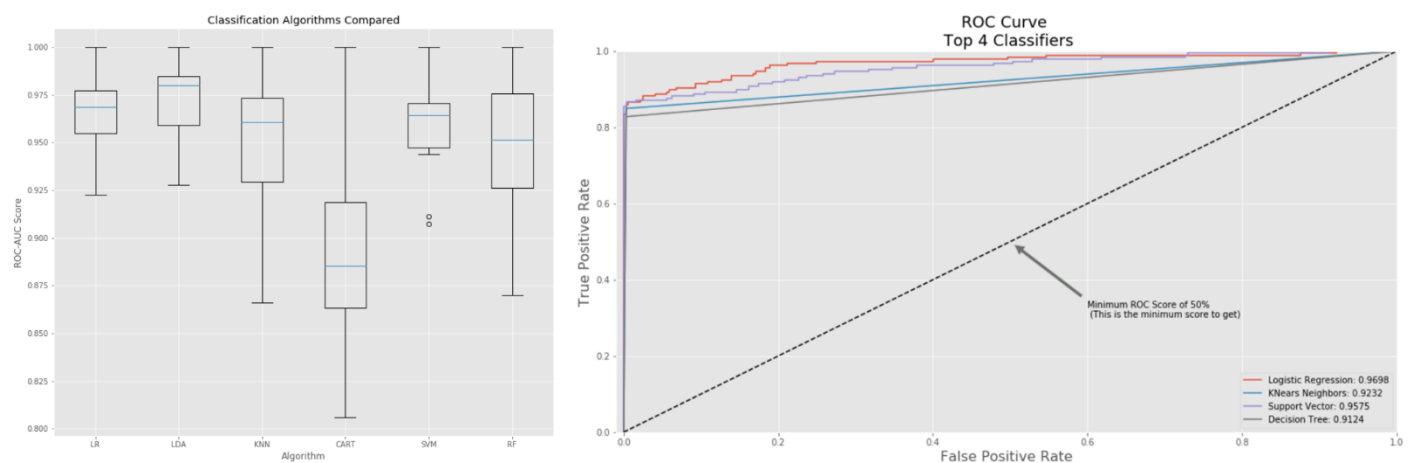 Classification Algorithms Compared
1.000
0.975
0.950
0.925
0.900
0.875
0.850
0.825
0.800
ROC-AUC Score
LR LDA KNN CART SVM RF
Algorithm
ROC Curve
Top 4 Classifiers
1.0
0.8
0.6
0.4
0.2
0.0
True Positive Rate
Minimum ROC Score of 50%
(This is the minimum score to get)
Logistic Regression: 0.9698
KNears Neighbors: 0.9232
Support Vector: 0.9575
Decision Tree: 0.9124
0.0 0.2 0.4 0.6 0.8 1.0
False Positive Rate